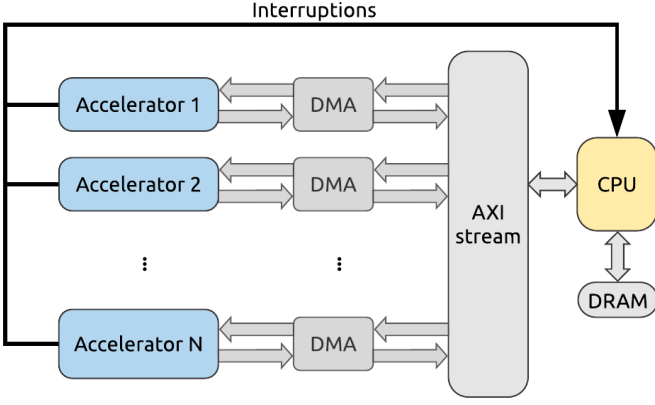 Interruptions
Accelerator 1
DMA
Accelerator 2
DMA
AXI
stream
CPU
⋮
⋮
DRAM
Accelerator N
DMA